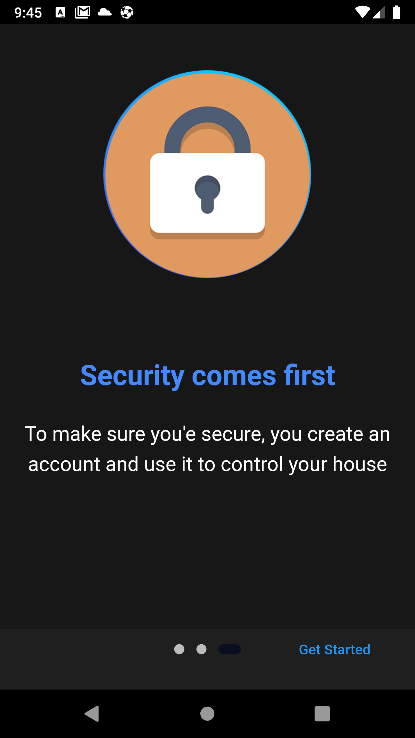 9:45
Security comes first
To make sure you'e secure, you create an
account and use it to control your house
Get Started